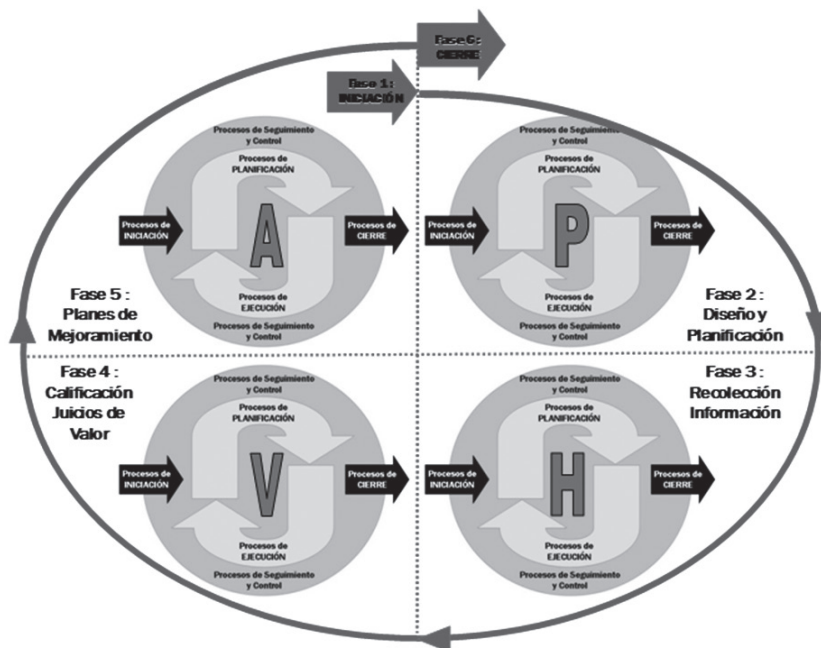 Fase 6 :
CIERRE
Fase 1 :
INICIACIÓN
Procesos de Seguimiento
y Control
Procesos de
PLANIFICACIÓN
Procesos de
INICIACIÓN
A
Procesos de
CIERRE
Procesos de
EJECUCIÓN
Procesos de Seguimiento
y Control
Procesos de Seguimiento
y Control
Procesos de
PLANIFICACIÓN
Procesos de
INICIACIÓN
P
Procesos de
CIERRE
Procesos de
EJECUCIÓN
Procesos de Seguimiento
y Control
Fase 5 :
Planes de
Mejoramiento
Fase 2 :
Diseño y
Planificación
Fase 4 :
Calificación
Juicios de
Valor
Procesos de Seguimiento
y Control
Procesos de
PLANIFICACIÓN
Procesos de
INICIACIÓN
V
Procesos de
CIERRE
Procesos de
EJECUCIÓN
Procesos de Seguimiento
y Control
Procesos de Seguimiento
y Control
Procesos de
PLANIFICACIÓN
Procesos de
INICIACIÓN
H
Procesos de
CIERRE
Procesos de
EJECUCIÓN
Procesos de Seguimiento
y Control
Fase 3 :
Recolección
Información